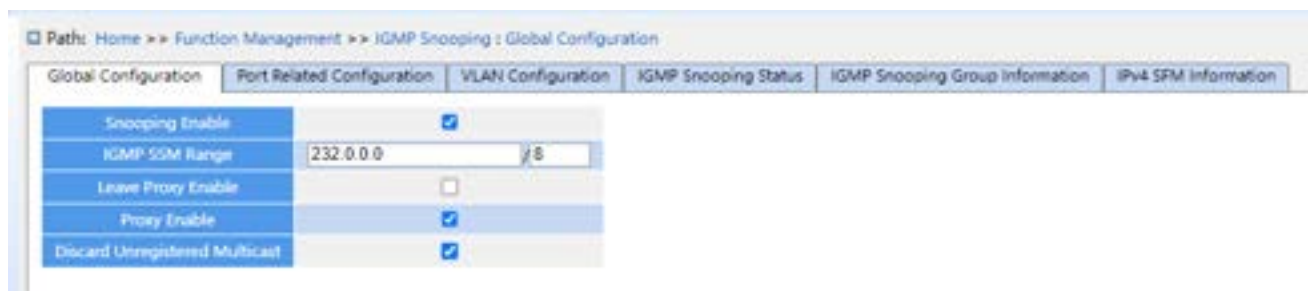 Path: Home >> Function Management >> IGMP Snooping : Global Configuration
Global Configuration Port Related Configuration VLAN Configuration IGMP Snooping Status IGMP Snooping Group Information IPv4 SFM Information
Snooping Enable
IGMP SSM Range 232.0.0.0 / 8
Leave Proxy Enable
Proxy Enable
Discard Unregistered Multicast